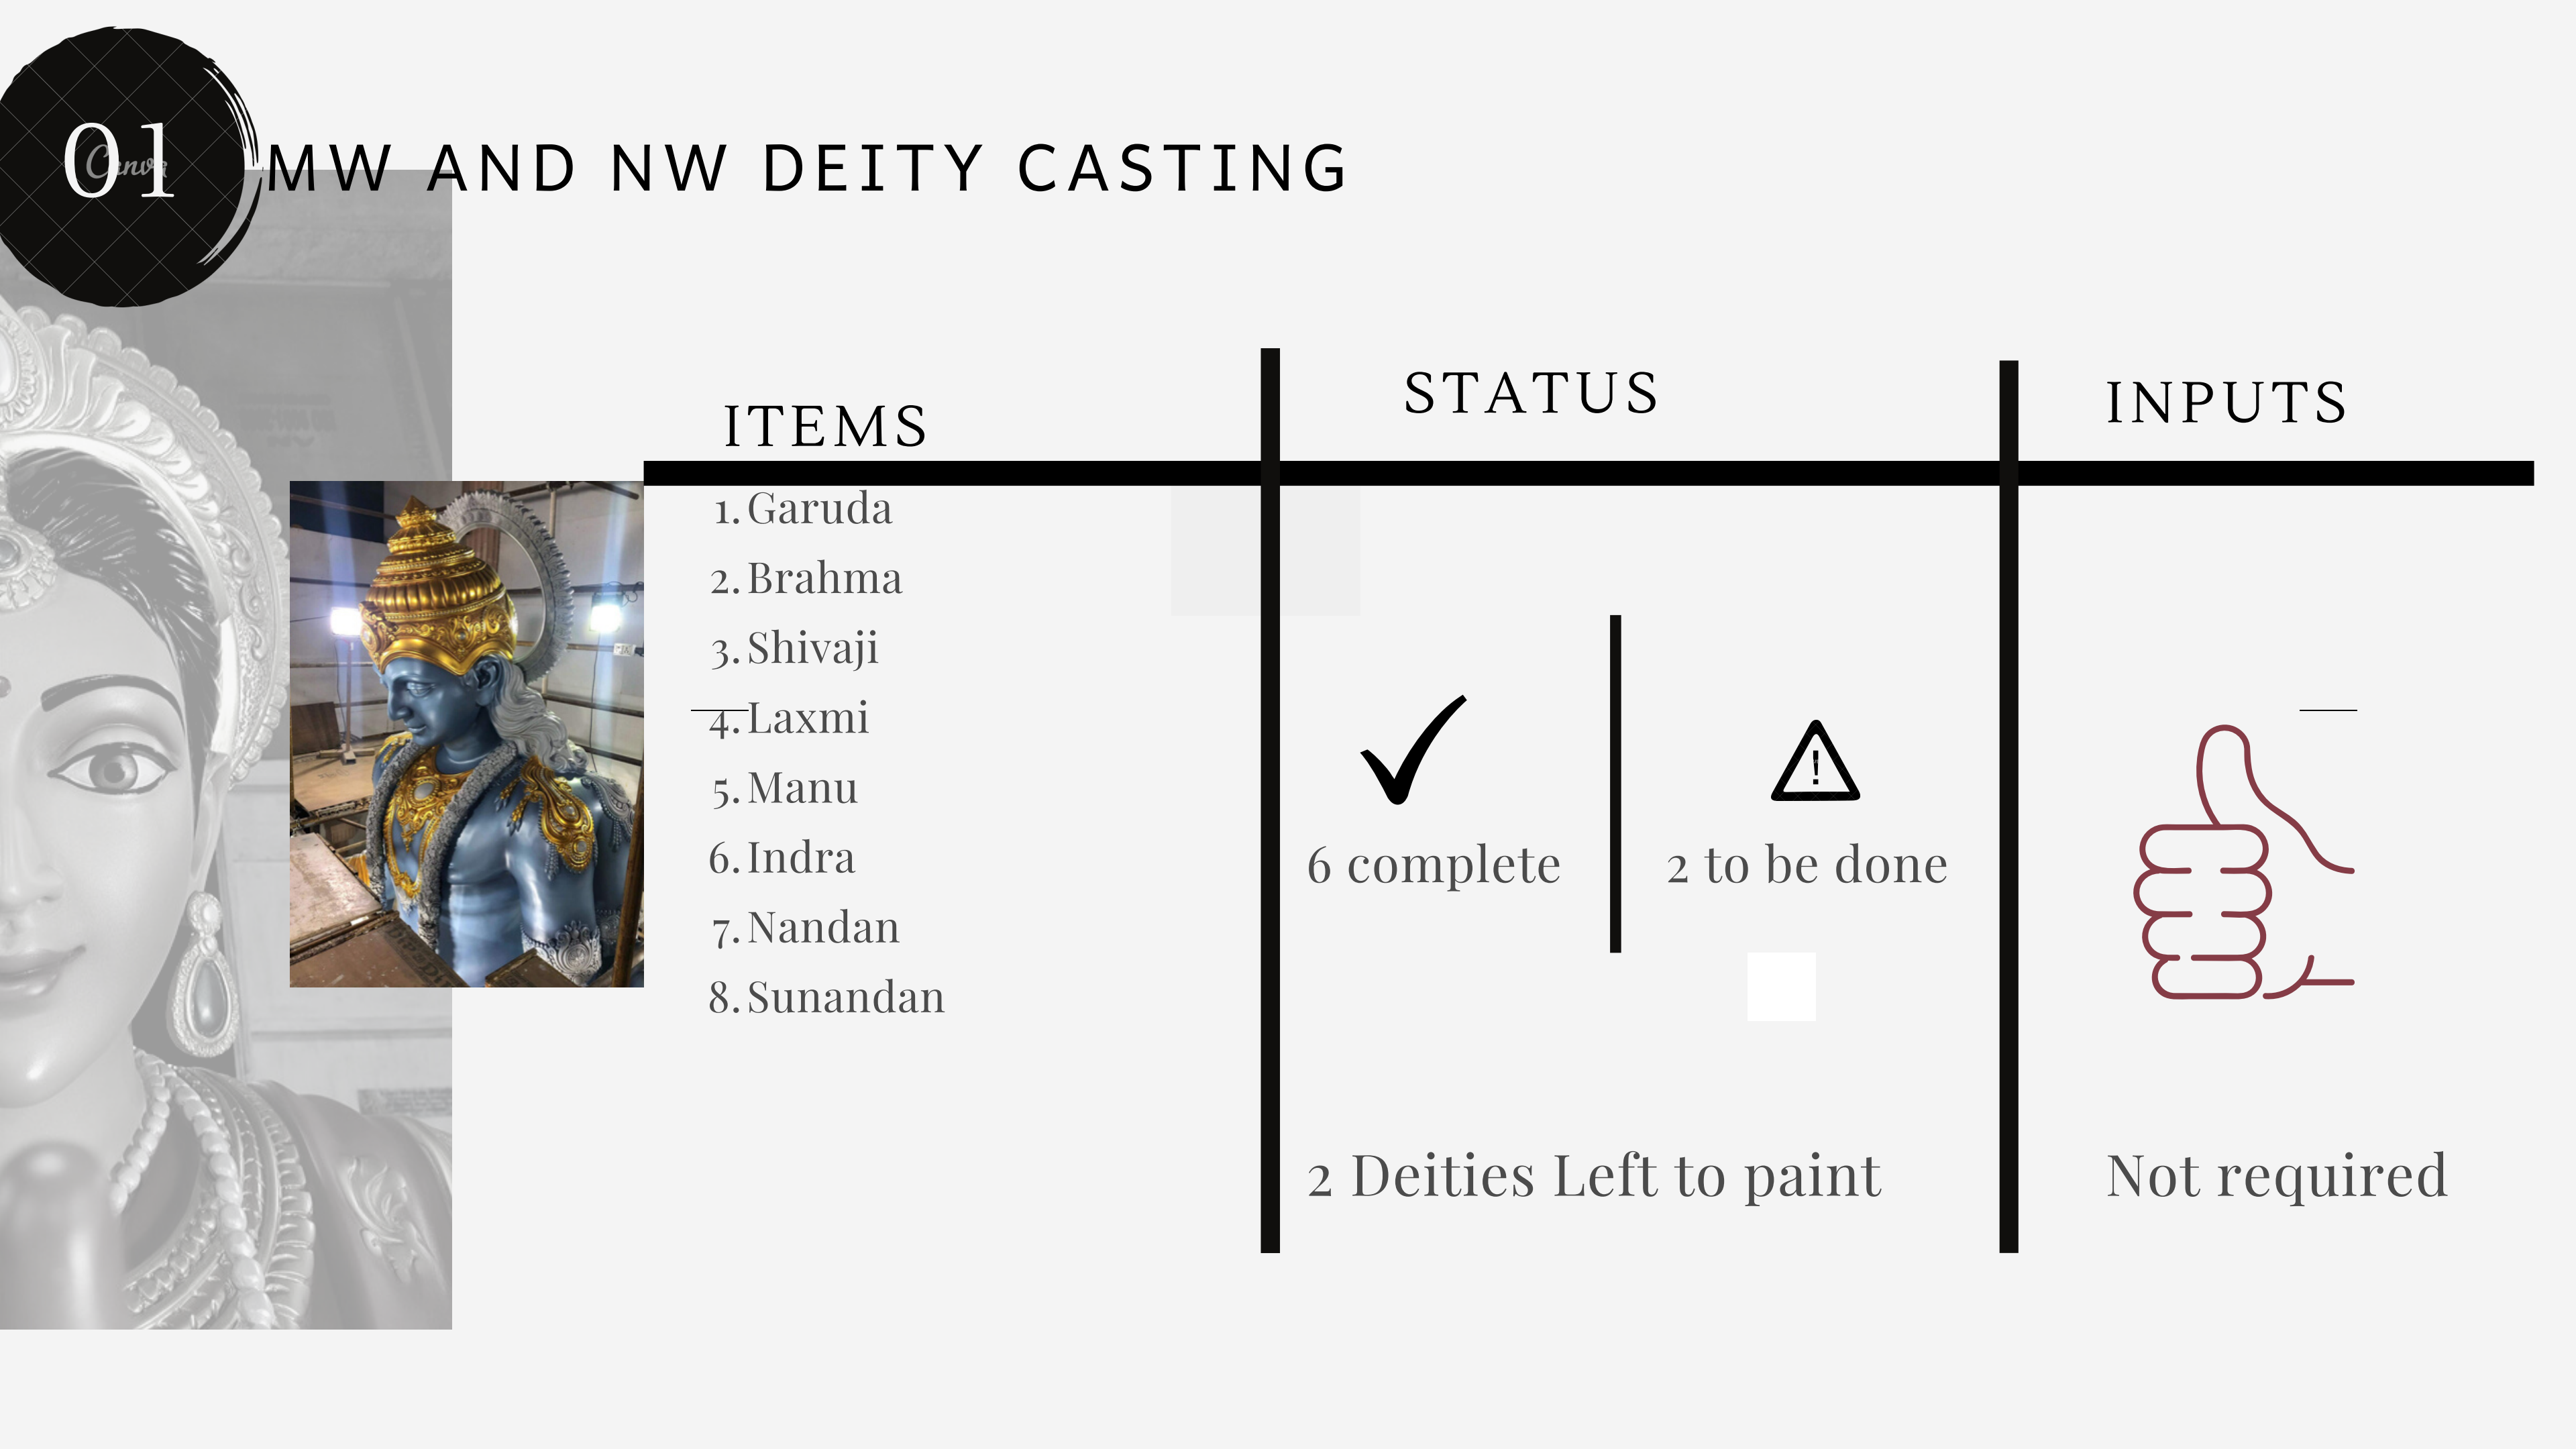 01
Canva
MW AND NW DEITY CASTING
ITEMS
STATUS
INPUTS
1. Garuda
2. Brahma
3. Shivaji
4. Laxmi
5. Manu
6. Indra
7. Nandan
8. Sunandan
6 complete
2 to be done
2 Deities Left to paint
Not required